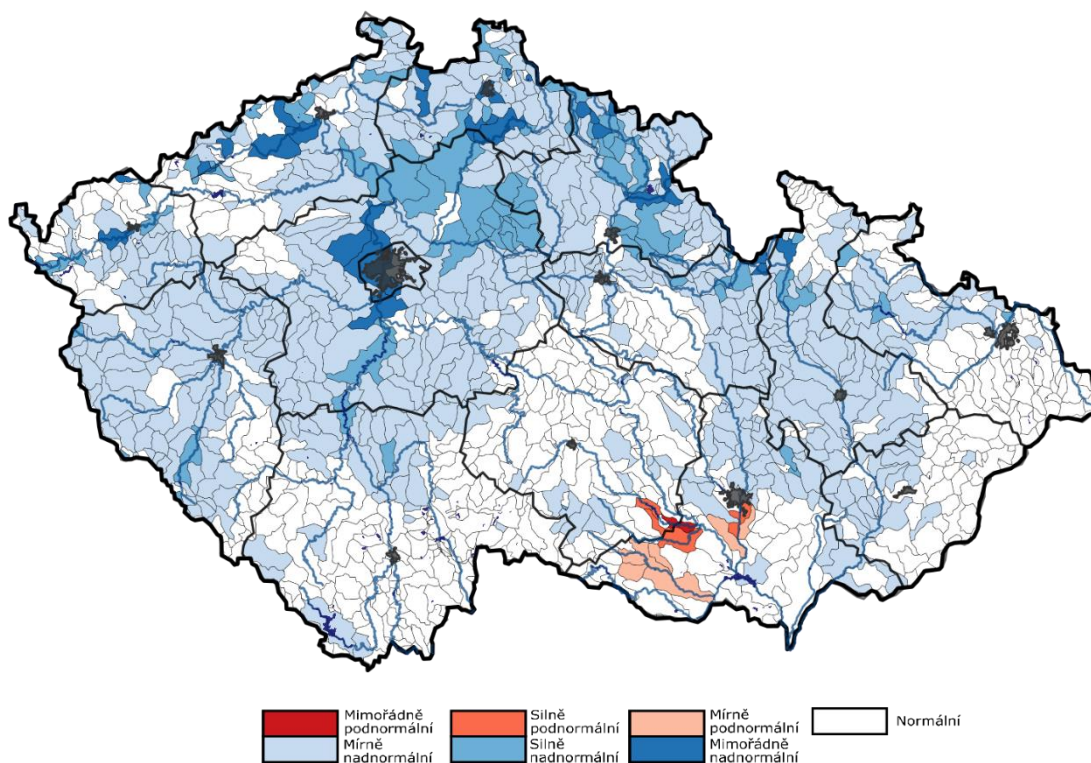 Mimořádně
podnormální
Silně
podnormální
Mírně
podnormální
Normální
Mírně
nadnormální
Silně
nadnormální
Mimořádně
nadnormální